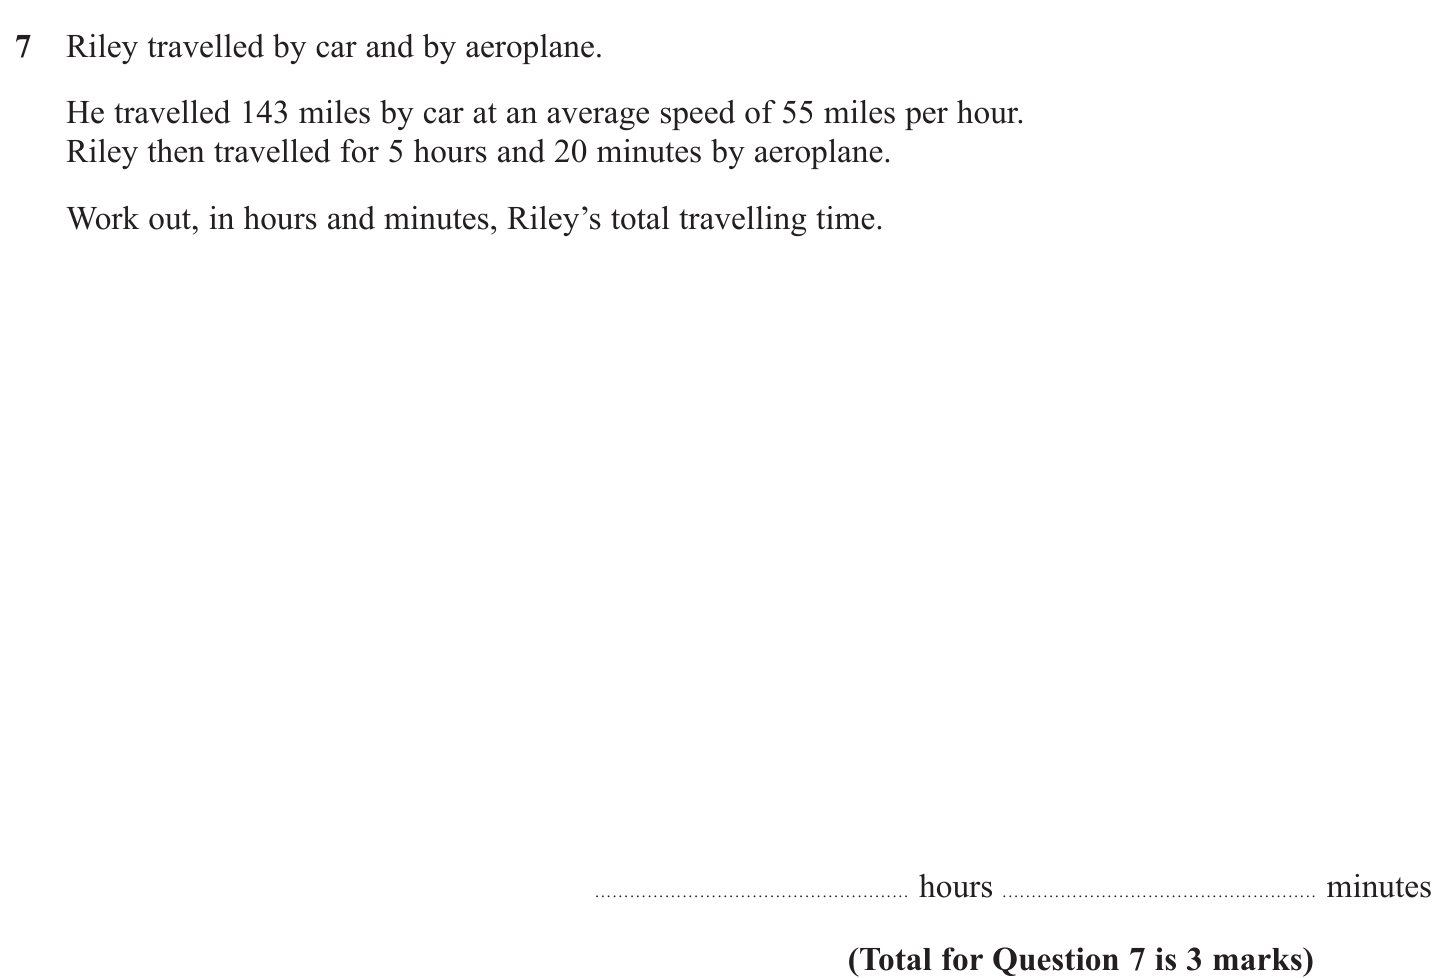 7 Riley travelled by car and by aeroplane.
He travelled 143 miles by car at an average speed of 55 miles per hour.
Riley then travelled for 5 hours and 20 minutes by aeroplane.
Work out, in hours and minutes, Riley’s total travelling time.
...................................................... hours ...................................................... minutes
(Total for Question 7 is 3 marks)